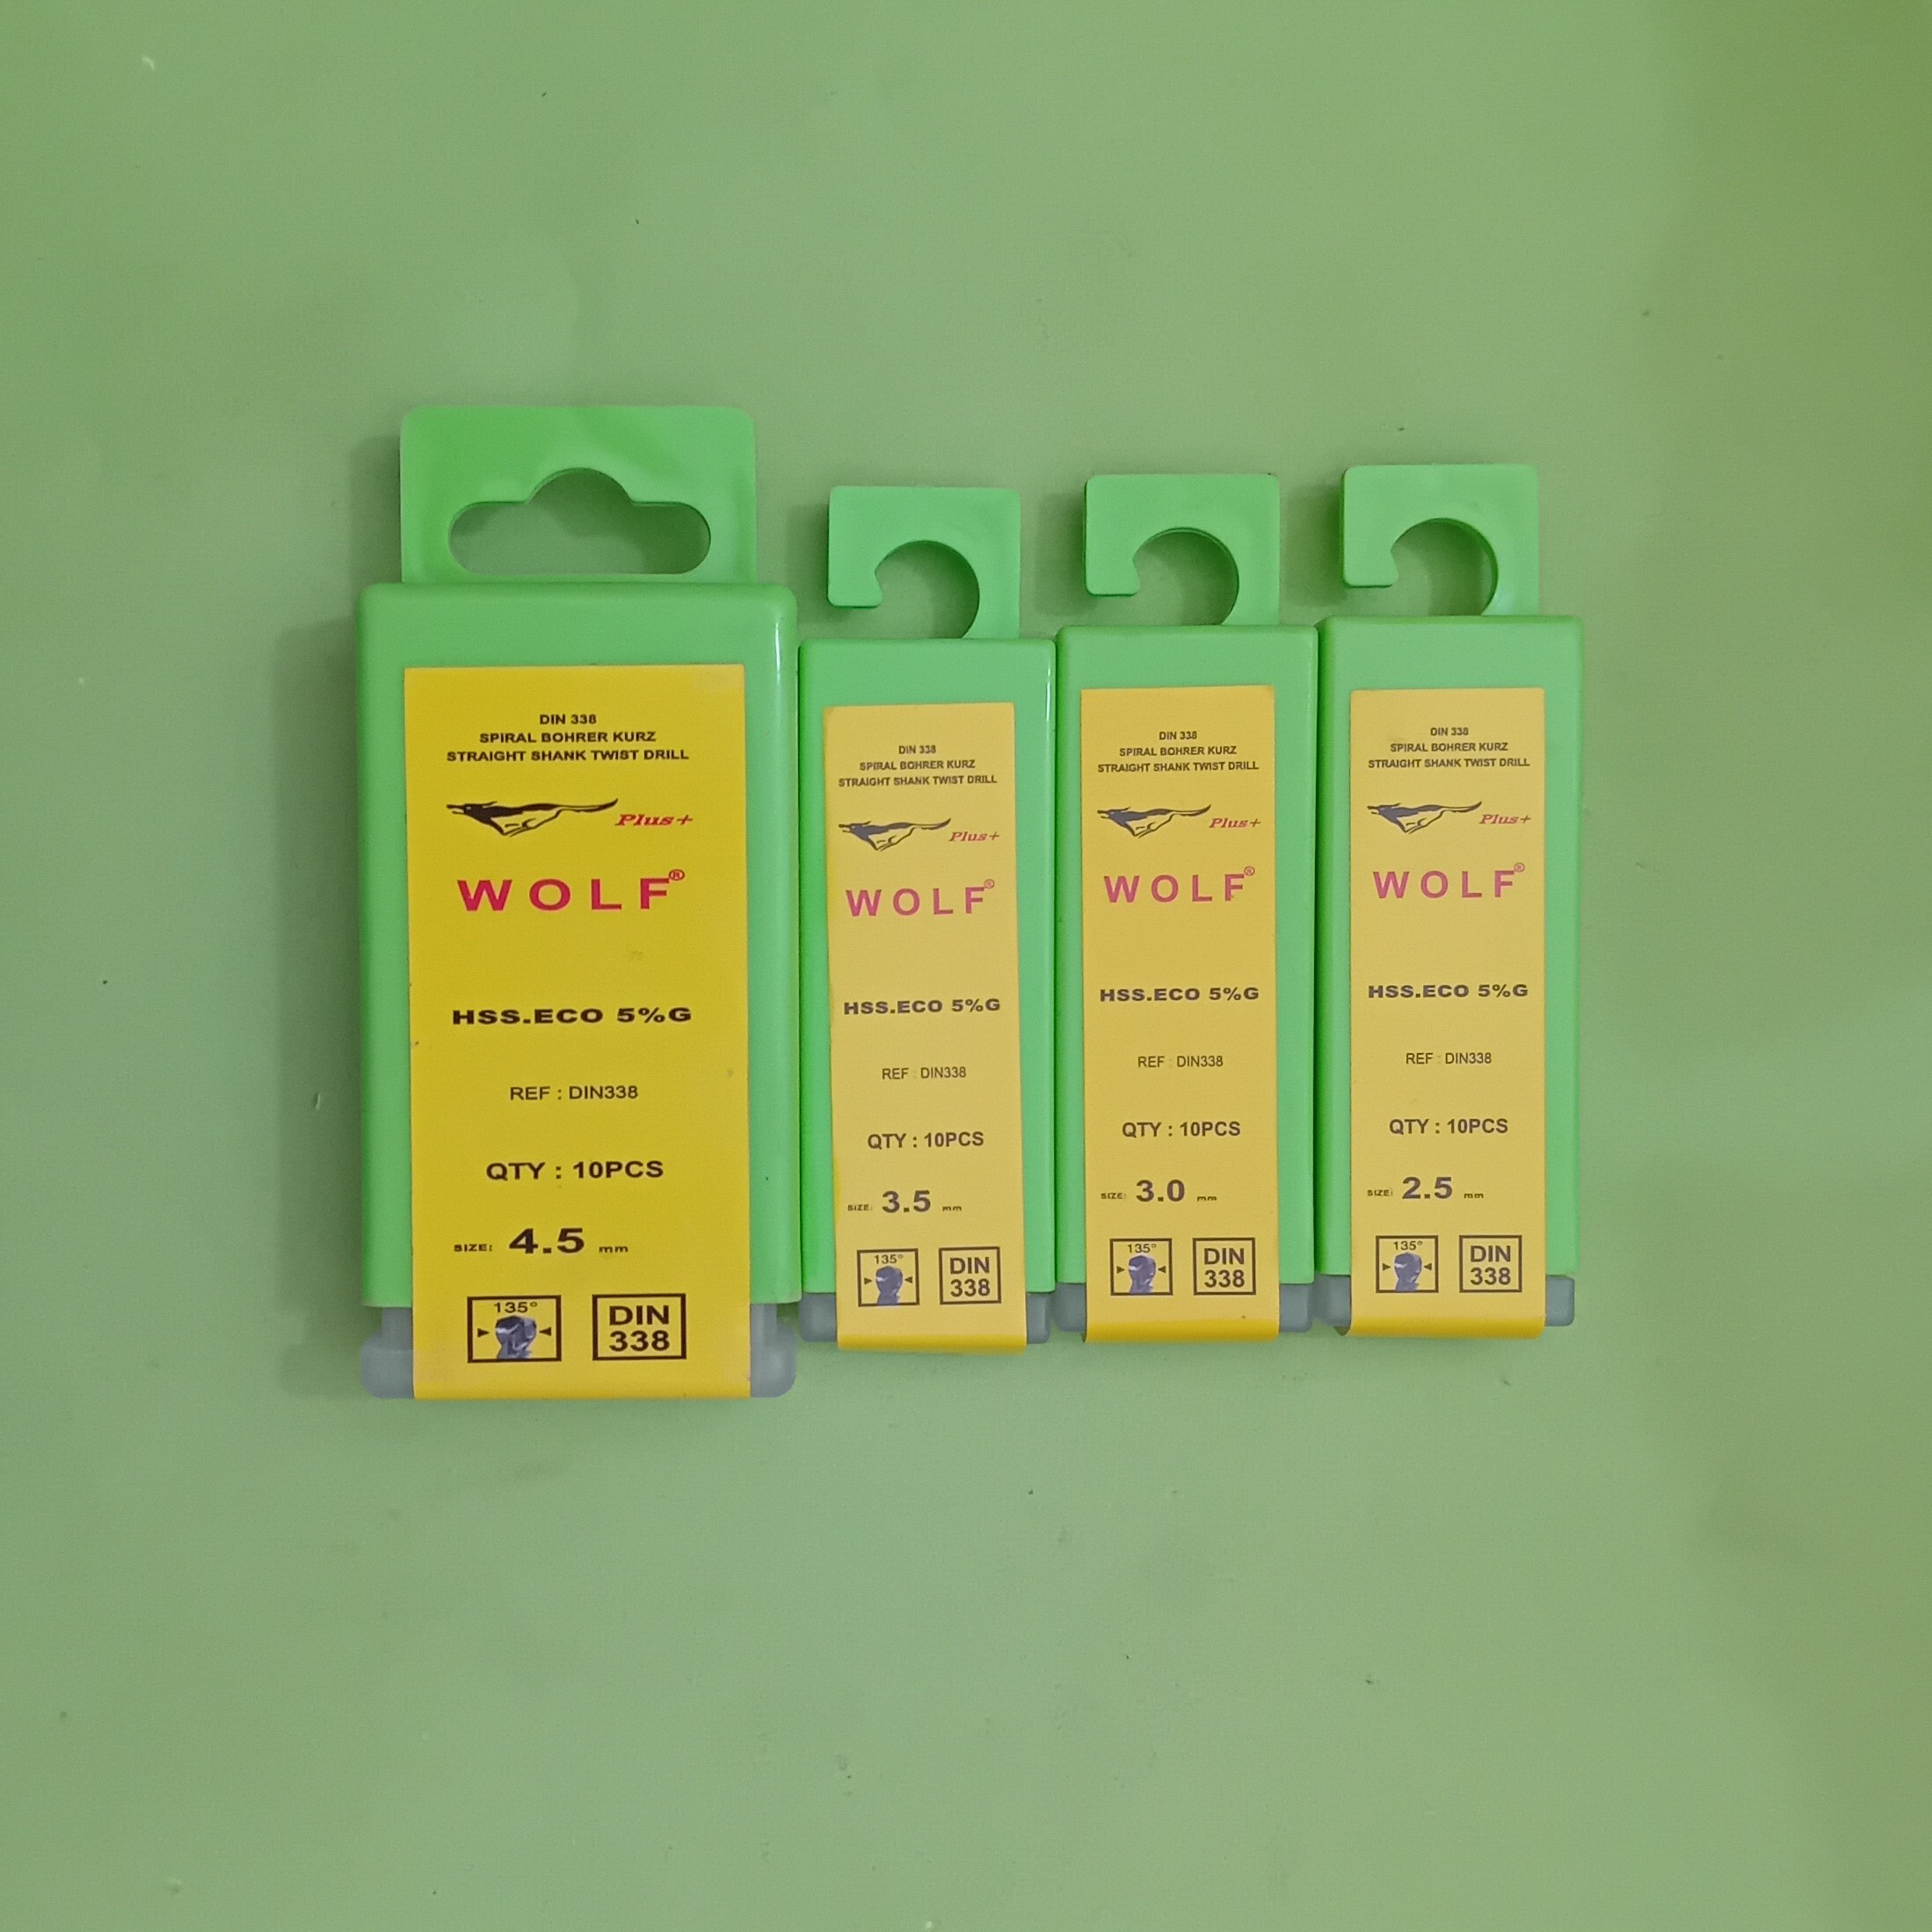 DIN 338
SPIRAL BOHRER KURZ
STRAIGHT SHANK TWIST DRILL
Plus+
WOLF®
HSS.ECO 5%G
REF : DIN338
QTY : 10PCS
SIZE: 4.5 mm
135°
DIN
338
DIN 338
SPIRAL BOHRER KURZ
STRAIGHT SHANK TWIST DRILL
Plus+
WOLF®
HSS.ECO 5%G
REF : DIN338
QTY : 10PCS
SIZE: 3.5 mm
135°
DIN
338
DIN 338
SPIRAL BOHRER KURZ
STRAIGHT SHANK TWIST DRILL
Plus+
WOLF®
HSS.ECO 5%G
REF : DIN338
QTY : 10PCS
SIZE: 3.0 mm
135°
DIN
338
DIN 338
SPIRAL BOHRER KURZ
STRAIGHT SHANK TWIST DRILL
Plus+
WOLF®
HSS.ECO 5%G
REF : DIN338
QTY : 10PCS
SIZE: 2.5 mm
135°
DIN
338